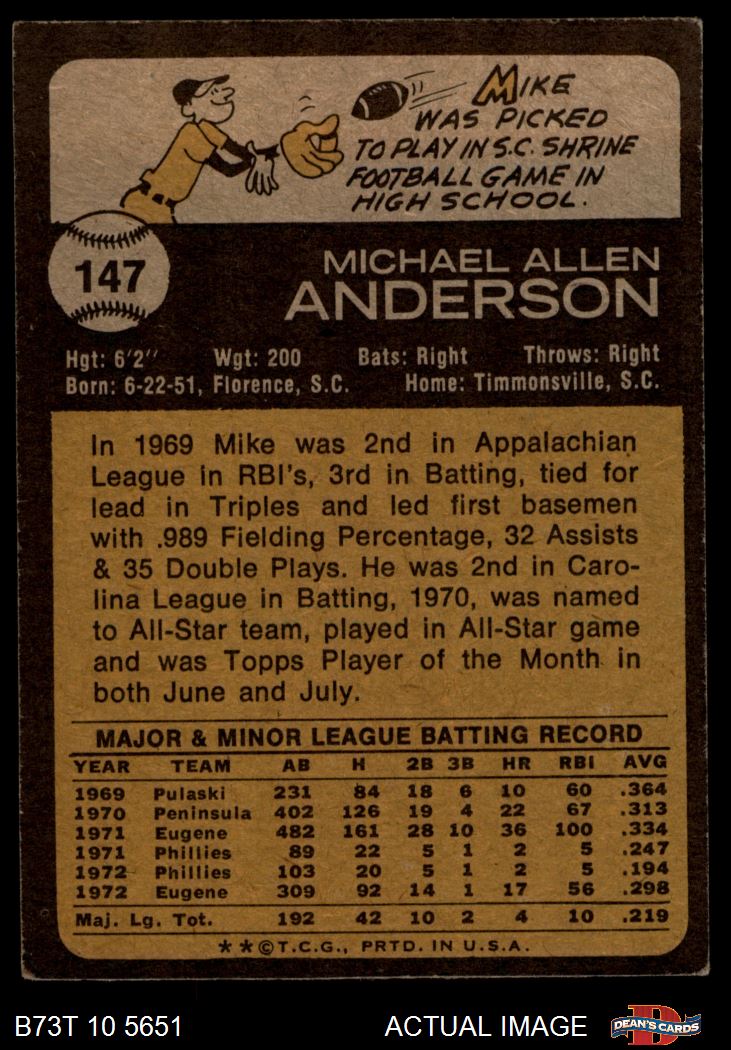 MIKE
WAS PICKED
TO PLAY IN S.C. SHRINE
FOOTBALL GAME IN
HIGH SCHOOL.
147
MICHAEL ALLEN
ANDERSON
Hgt: 6'2" Wgt: 200 Bats: Right Throws: Right
Born: 6-22-51, Florence, S.C. Home: Timmonsville, S.C.
In 1969 Mike was 2nd in Appalachian
League in RBI's, 3rd in Batting, tied for
lead in Triples and led first basemen
with .989 Fielding Percentage, 32 Assists
& 35 Double Plays. He was 2nd in Caro-
lina League in Batting, 1970, was named
to All-Star team, played in All-Star game
and was Topps Player of the Month in
both June and July.
MAJOR & MINOR LEAGUE BATTING RECORD
YEAR TEAM AB H 2B 3B HR RBI AVG
1969 Pulaski 231 84 18 6 10 60 .364
1970 Peninsula 402 126 19 4 22 67 .313
1971 Eugene 482 161 28 10 36 100 .334
1971 Phillies 89 22 5 1 2 5 .247
1972 Phillies 103 20 5 1 2 5 .194
1972 Eugene 309 92 14 1 17 56 .298
Maj. Lg. Tot. 192 42 10 2 4 10 .219
**©T.C.G., PRTD. IN U.S.A.
B73T 10 5651 ACTUAL IMAGE D DEAN'S CARDS